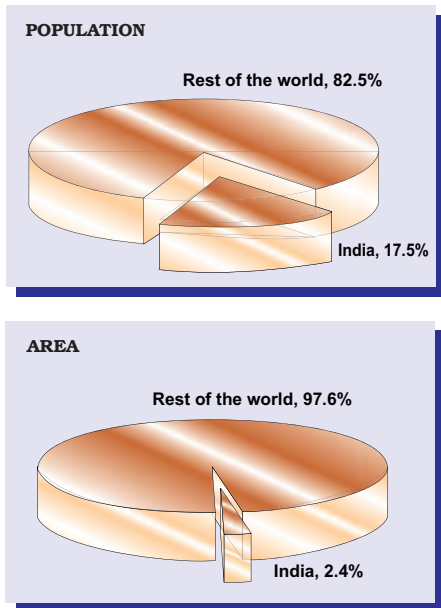 POPULATION
Rest of the world, 82.5%
India, 17.5%
AREA
Rest of the world, 97.6%
India, 2.4%